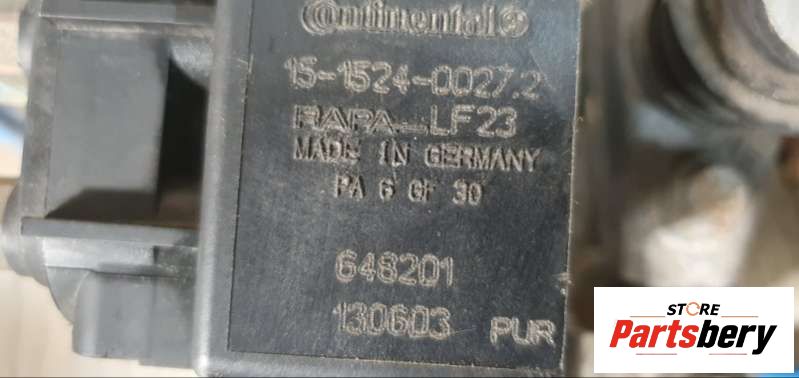 Continental
15-1524-0027.2
RAPA-LF23
MADE IN GERMANY
PA 6 GF 30
648201
130603 PUR
STORE
Partsbery